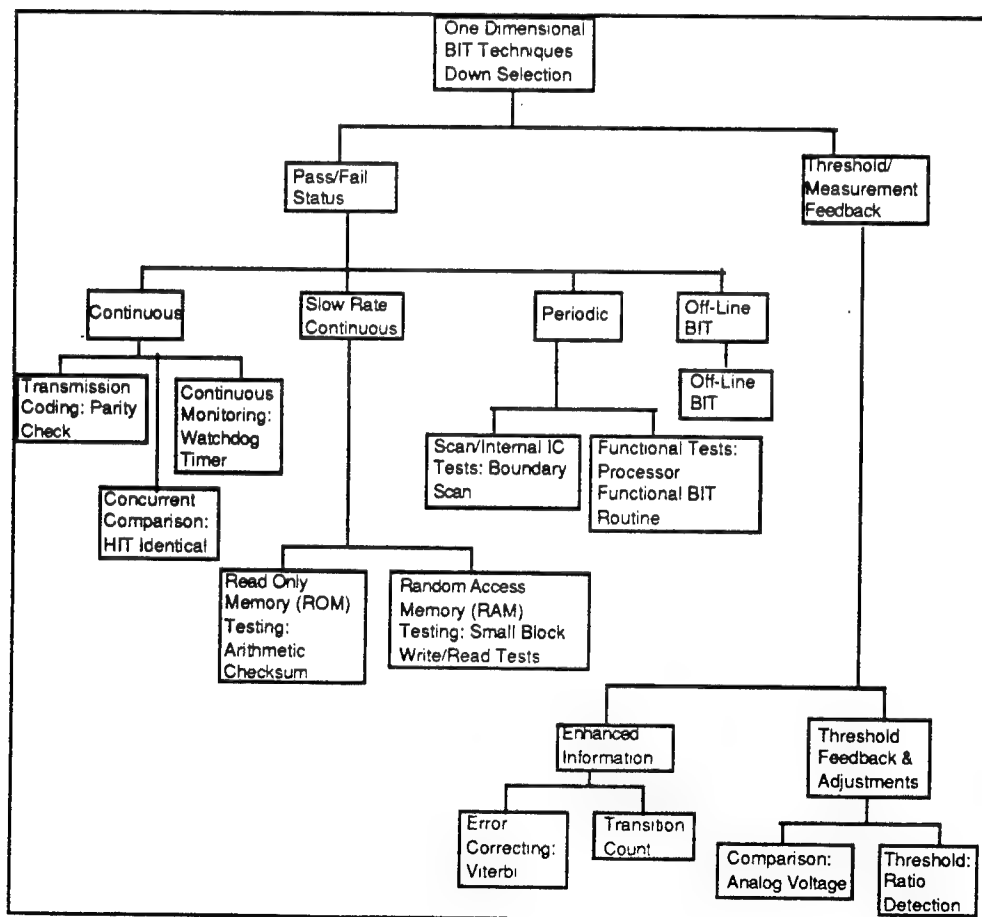 One Dimensional
BIT Techniques
Down Selection
Pass/Fail
Status
Threshold/
Measurement
Feedback
Continuous
Slow Rate
Continuous
Periodic
Off-Line
BIT
Off-Line
BIT
Transmission
Coding: Parity
Check
Continuous
Monitoring:
Watchdog
Timer
Concurrent
Comparison:
HIT Identical
Scan/Internal IC
Tests: Boundary
Scan
Functional Tests:
Processor
Functional BIT
Routine
Read Only
Memory (ROM)
Testing:
Arithmetic
Checksum
Random Access
Memory (RAM)
Testing: Small Block
Write/Read Tests
Enhanced
Information
Threshold
Feedback &
Adjustments
Error
Correcting:
Viterbi
Transition
Count
Comparison:
Analog Voltage
Threshold:
Ratio
Detection